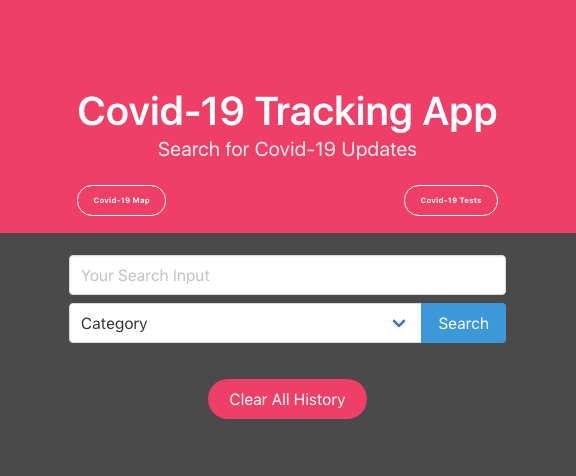 Covid-19 Tracking App
Search for Covid-19 Updates
Covid-19 Map
Covid-19 Tests
Your Search Input
Category
Search
Clear All History